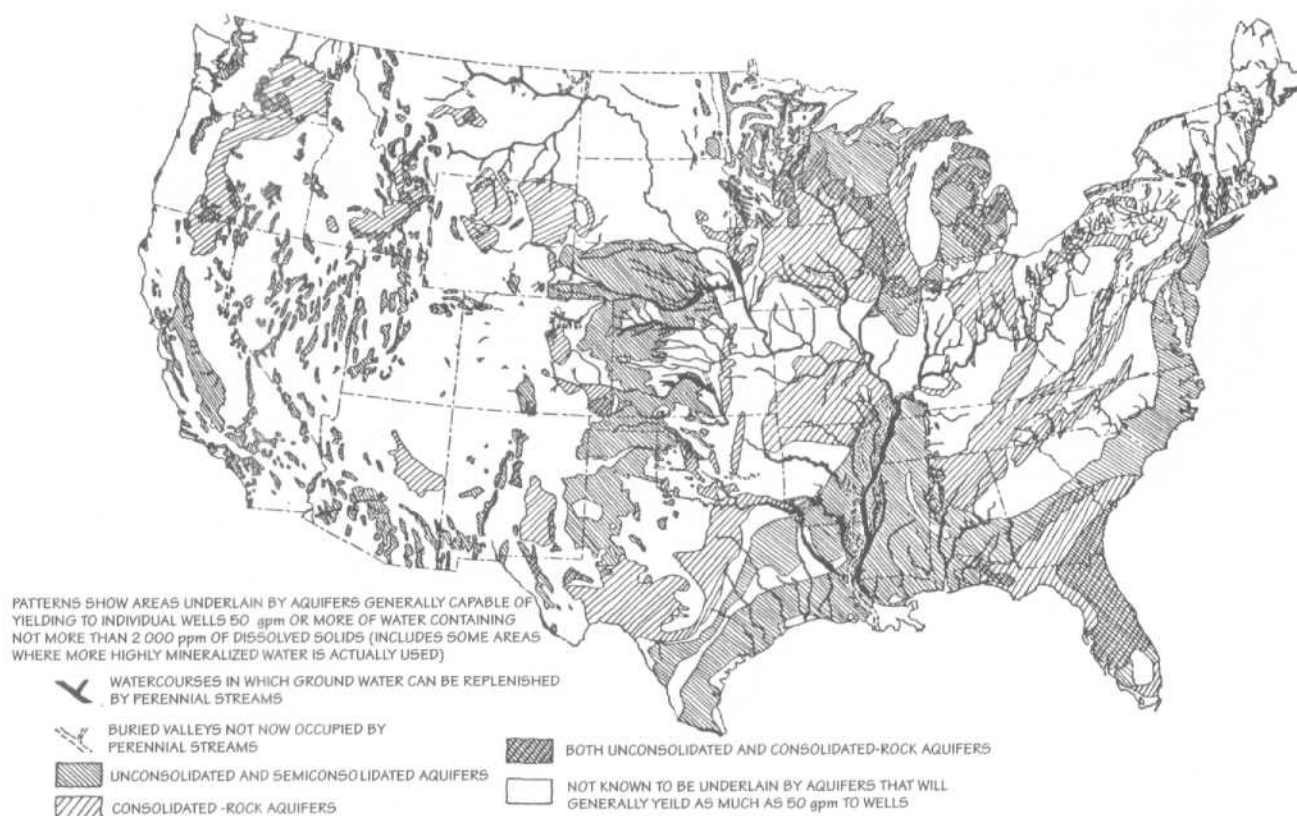 PATTERNS SHOW AREAS UNDERLAIN BY AQUIFERS GENERALLY CAPABLE OF
YIELDING TO INDIVIDUAL WELLS 50 gpm OR MORE OF WATER CONTAINING
NOT MORE THAN 2 000 ppm OF DISSOLVED SOLIDS (INCLUDES SOME AREAS
WHERE MORE HIGHLY MINERALIZED WATER IS ACTUALLY USED)
WATERCOURSES IN WHICH GROUND WATER CAN BE REPLENISHED
BY PERENNIAL STREAMS
BURIED VALLEYS NOT NOW OCCUPIED BY
PERENNIAL STREAMS
UNCONSOLIDATED AND SEMICONSOLIDATED AQUIFERS
CONSOLIDATED -ROCK AQUIFERS
BOTH UNCONSOLIDATED AND CONSOLIDATED-ROCK AQUIFERS
NOT KNOWN TO BE UNDERLAIN BY AQUIFERS THAT WILL
GENERALLY YEILD AS MUCH AS 50 gpm TO WELLS